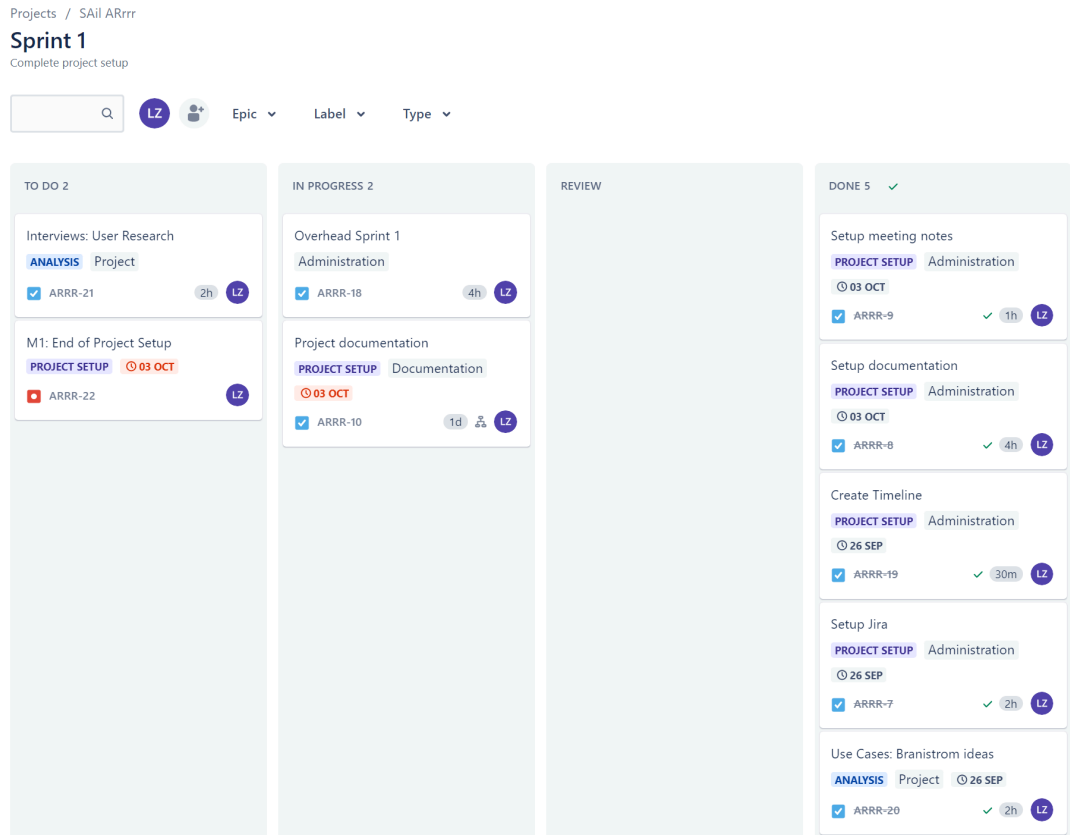 Projects / SAil ARrrr
Sprint 1
Complete project setup
LZ Epic Label Type
TO DO 2
Interviews: User Research
ANALYSIS Project
ARRR-21 2h LZ
M1: End of Project Setup
PROJECT SETUP 03 OCT
ARRR-22 LZ
IN PROGRESS 2
Overhead Sprint 1
Administration
ARRR-18 4h LZ
Project documentation
PROJECT SETUP Documentation
03 OCT
ARRR-10 1d LZ
REVIEW
DONE 5
Setup meeting notes
PROJECT SETUP Administration
03 OCT
ARRR-9 1h LZ
Setup documentation
PROJECT SETUP Administration
03 OCT
ARRR-8 4h LZ
Create Timeline
PROJECT SETUP Administration
26 SEP
ARRR-19 30m LZ
Setup Jira
PROJECT SETUP Administration
26 SEP
ARRR-7 2h LZ
Use Cases: Branistrom ideas
ANALYSIS Project 26 SEP
ARRR-20 2h LZ